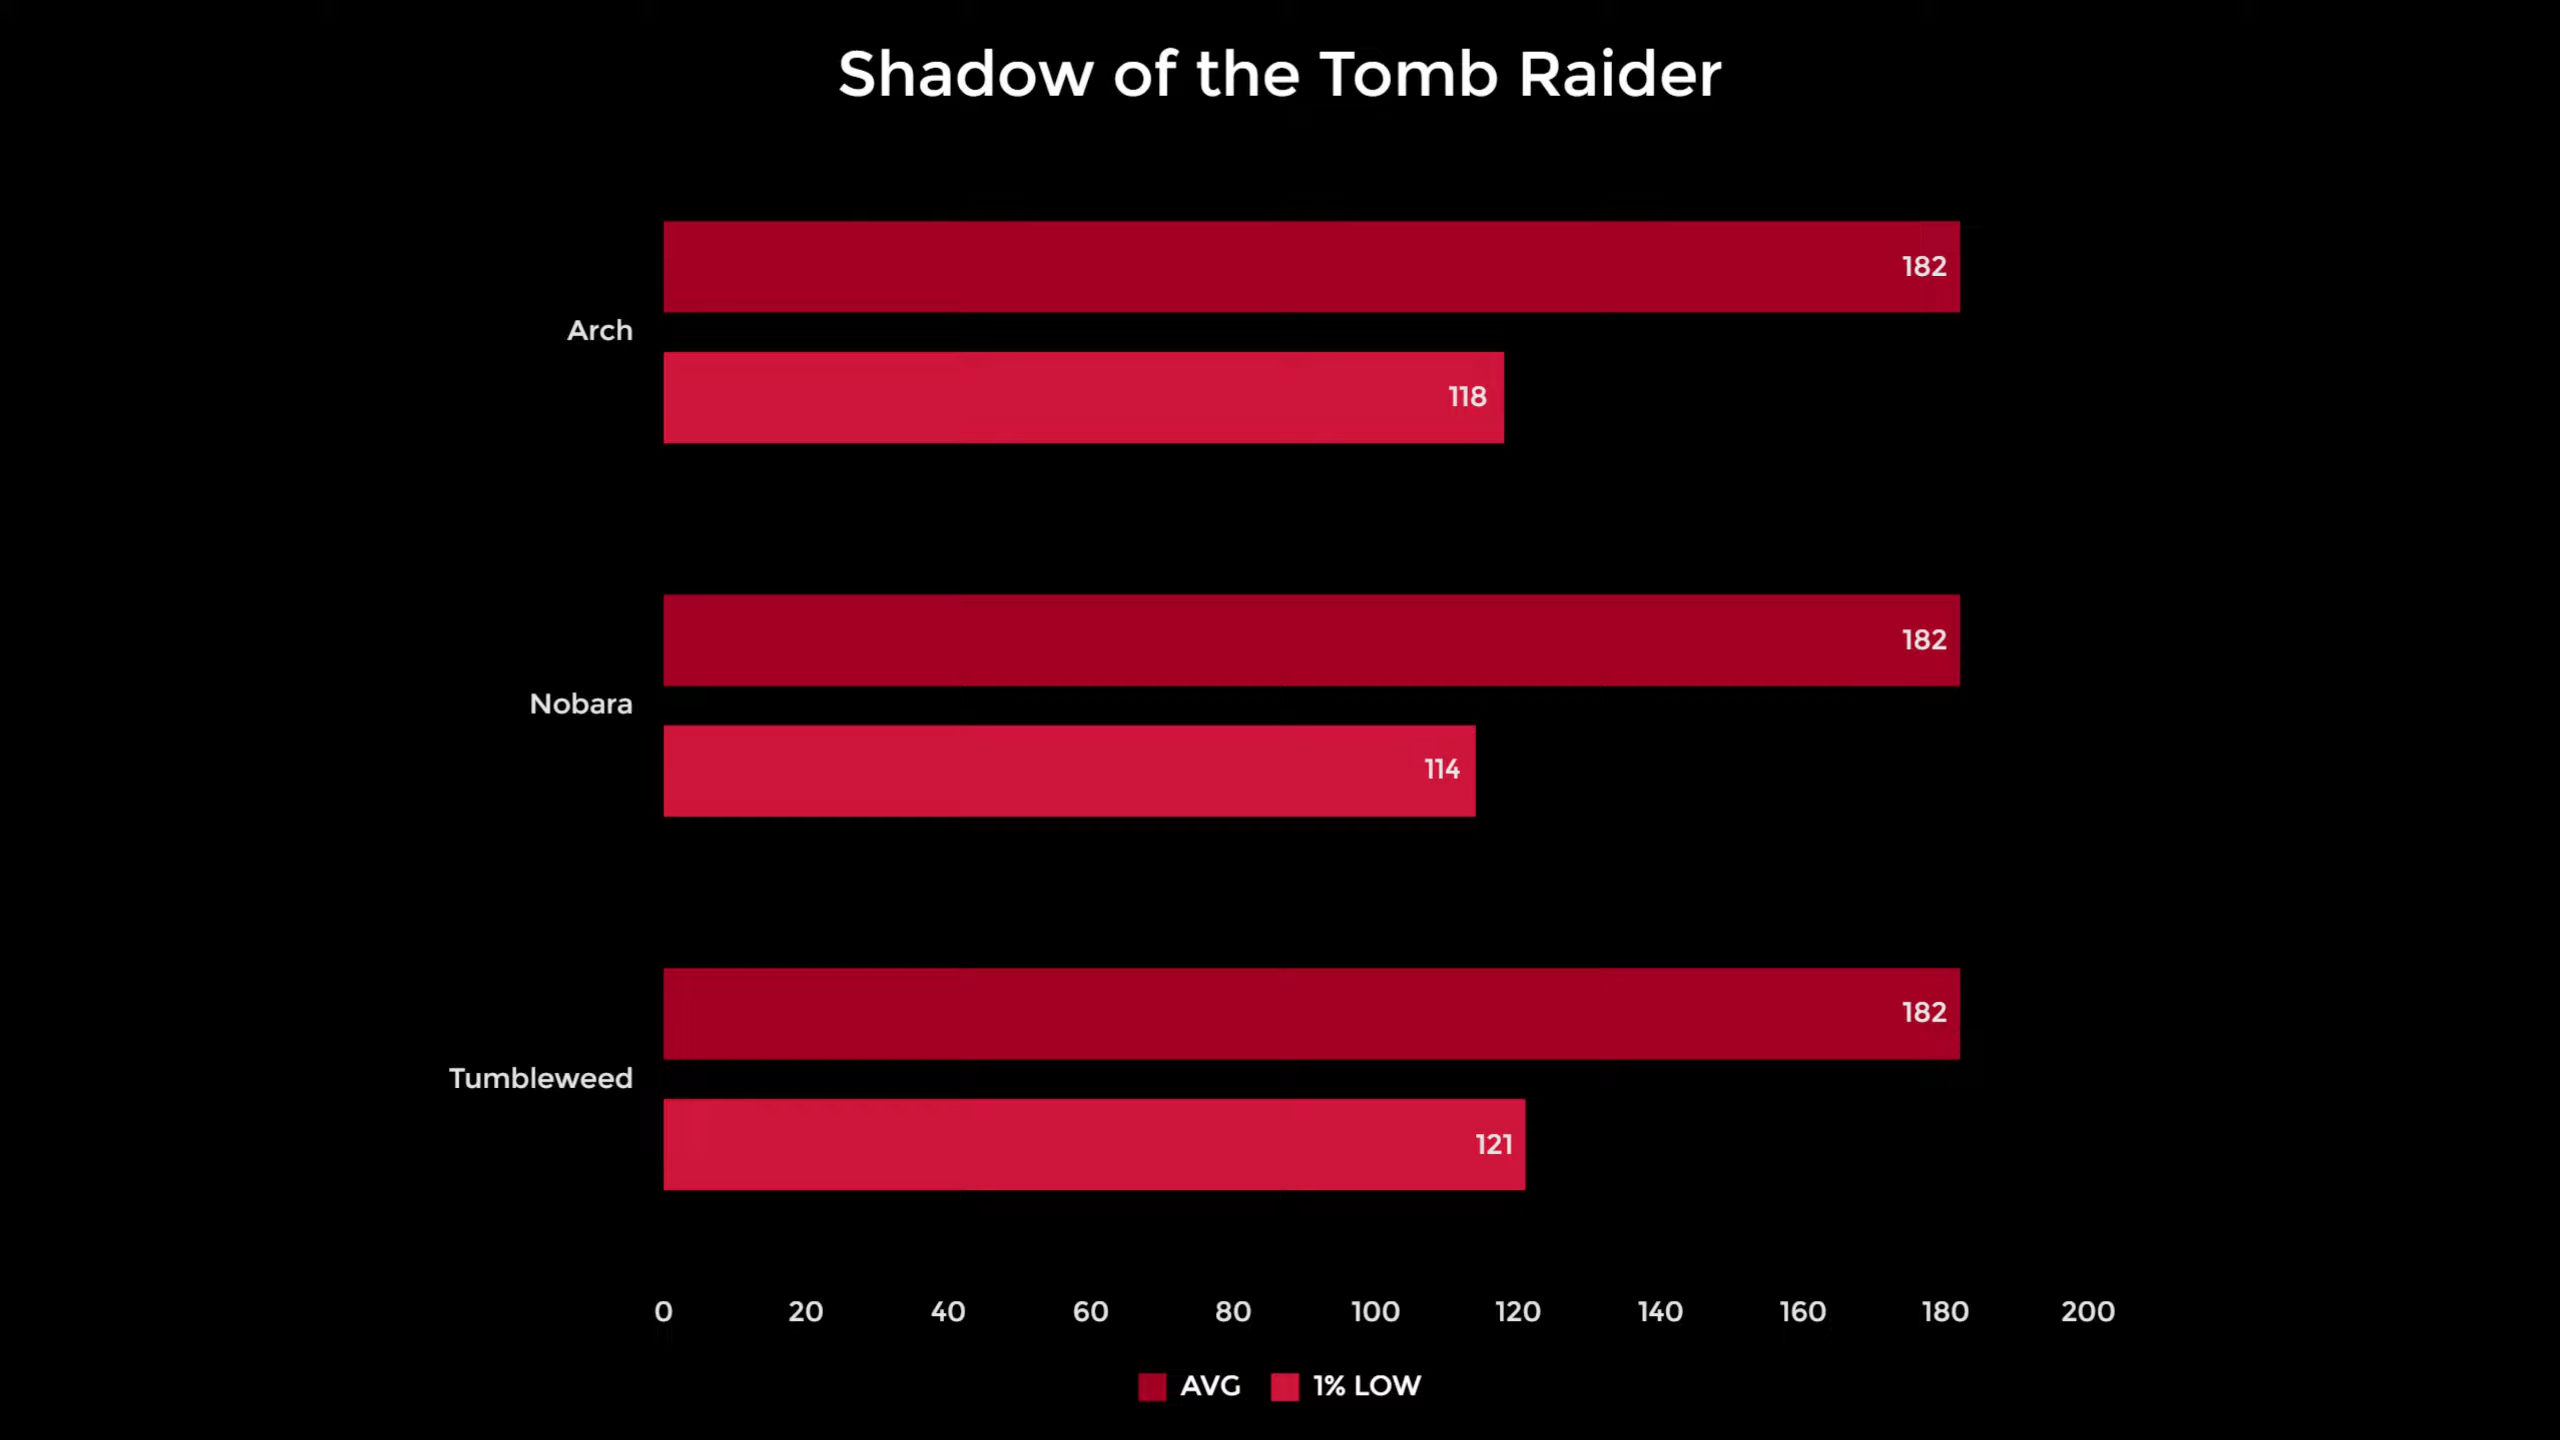 Shadow of the Tomb Raider
182
Arch
118
182
Nobara
114
182
Tumbleweed
121
0 20 40 60 80 100 120 140 160 180 200
AVG 1% LOW